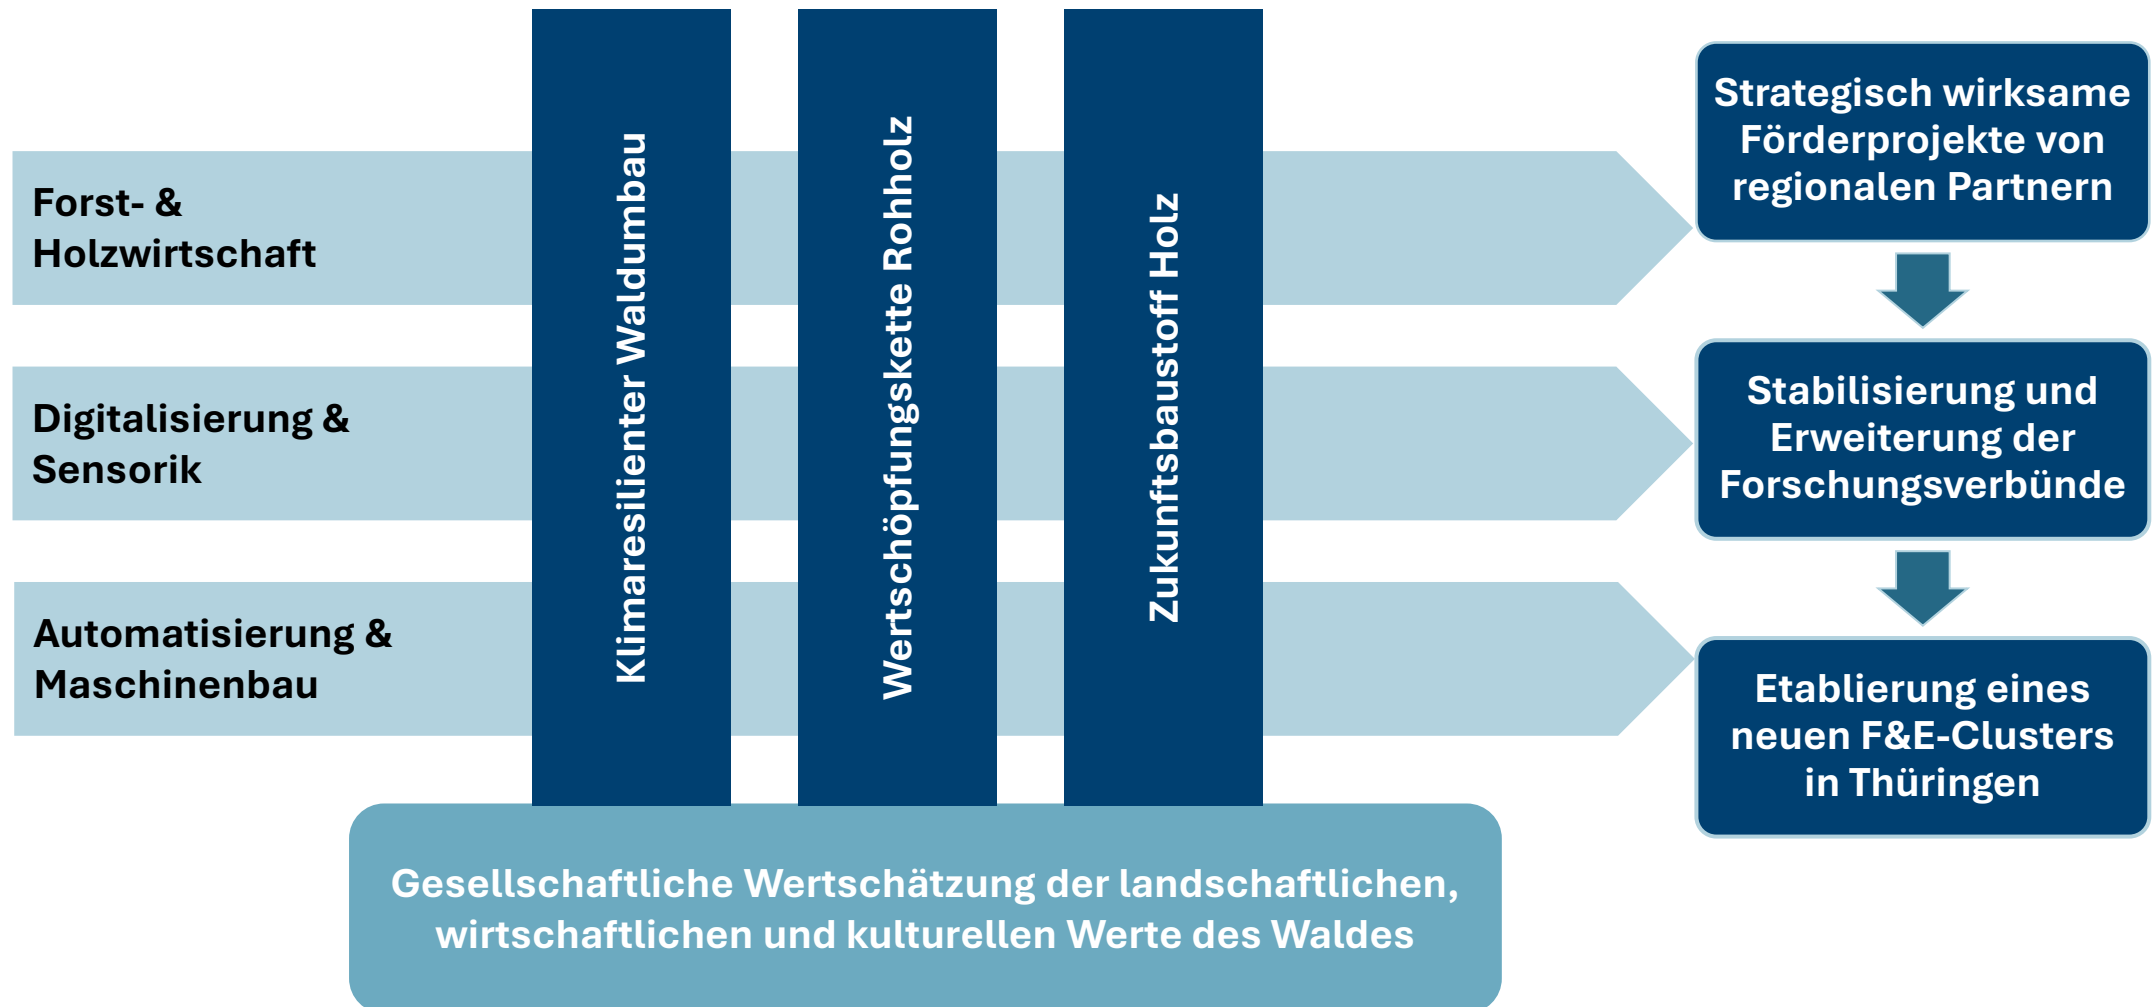 Forst- &
Holzwirtschaft
Digitalisierung &
Sensorik
Automatisierung &
Maschinenbau
Klimaresilienter Waldumbau
Wertschöpfungskette Rohholz
Zukunftsbaustoff Holz
Gesellschaftliche Wertschätzung der landschaftlichen,
wirtschaftlichen und kulturellen Werte des Waldes
Strategisch wirksame
Förderprojekte von
regionalen Partnern
Stabilisierung und
Erweiterung der
Forschungsverbünde
Etablierung eines
neuen F&E-Clusters
in Thüringen